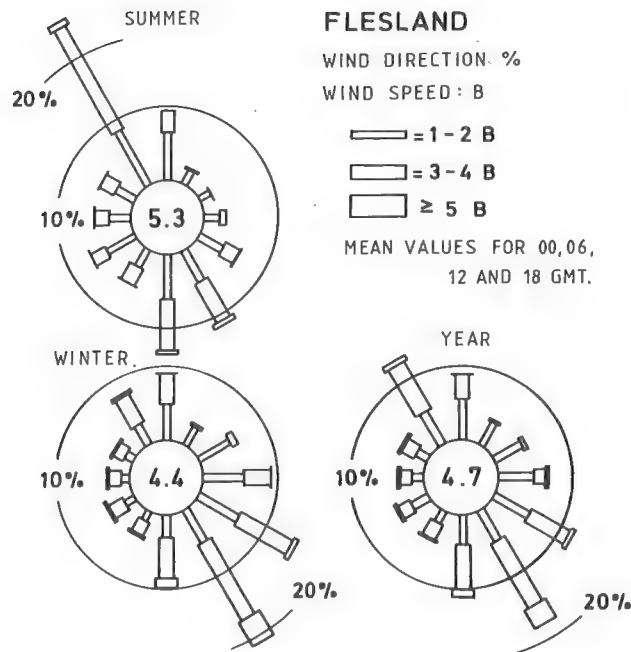 SUMMER
20%
10%
5.3
FLESLAND
WIND DIRECTION %
WIND SPEED: B
= 1-2 B
= 3-4 B
≥ 5 B
MEAN VALUES FOR 00,06,
12 AND 18 GMT.
WINTER.
10%
4.4
20%
YEAR
10%
4.7
20%